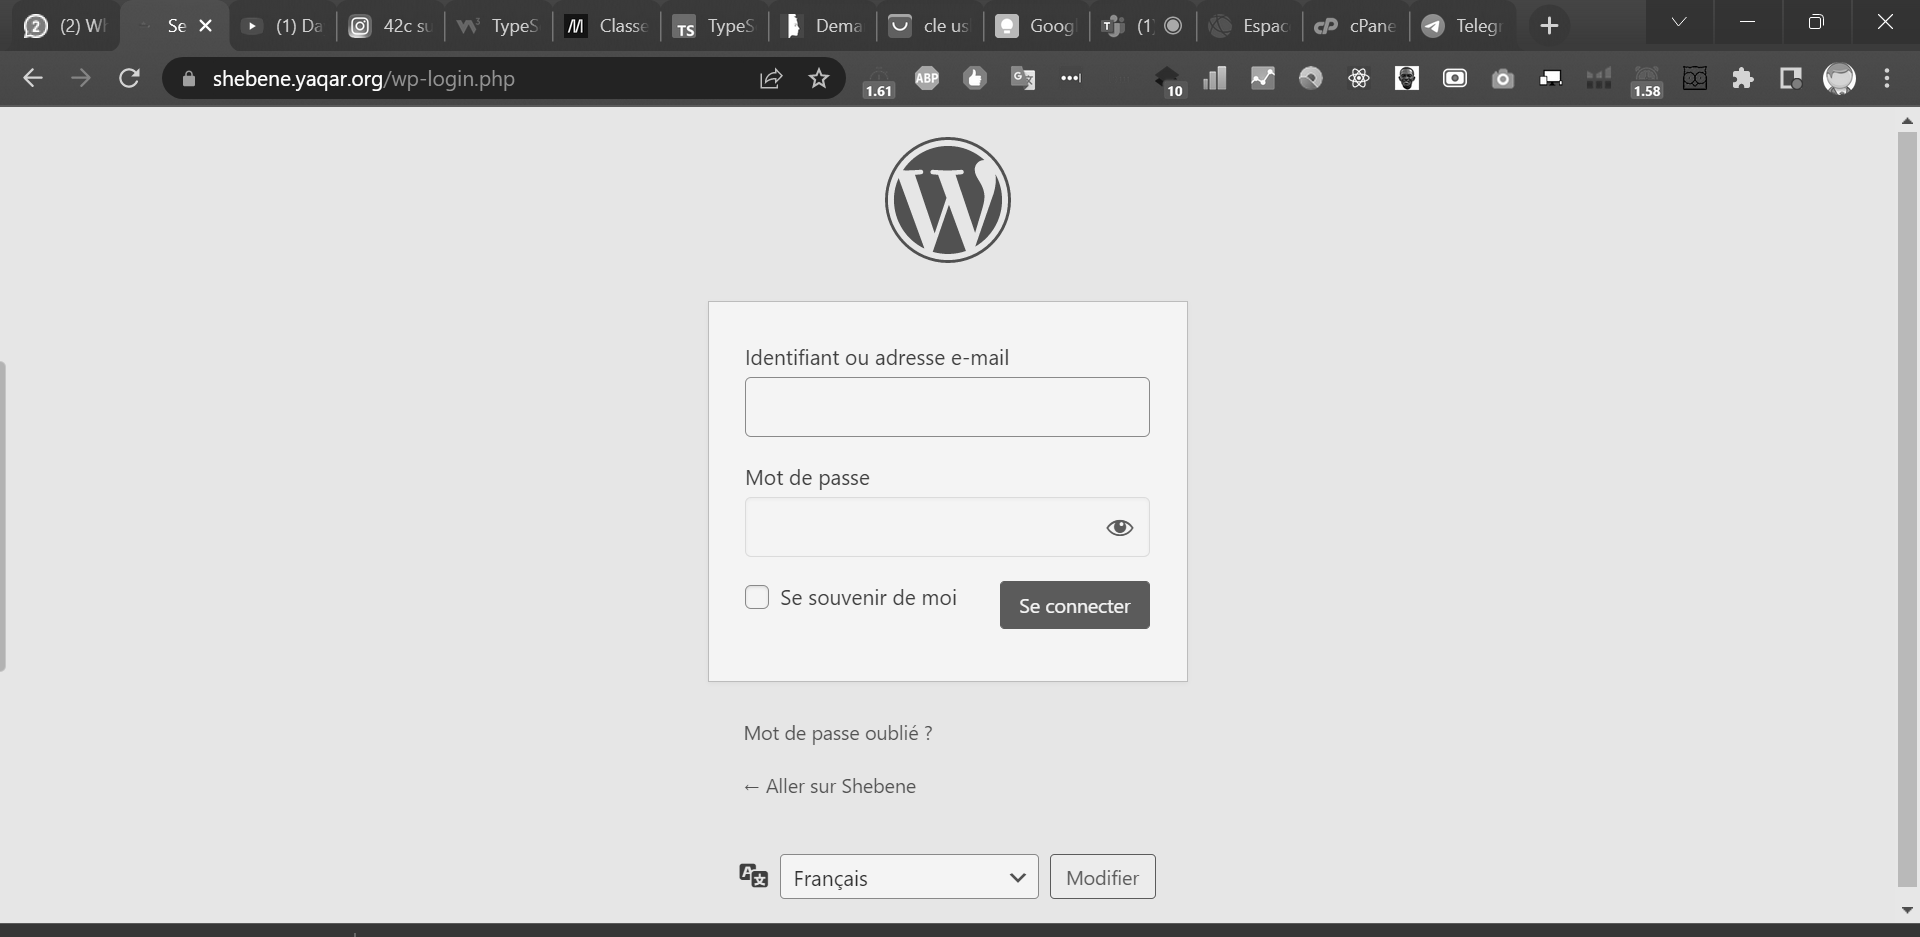 (2) Wh Se (1) Da 42c su TypeS Classe TypeS Dema cle us Goog (1) Espac cPane Telegr
shebene.yaqar.org/wp-login.php 1.61 ABP 10 1.58
Identifiant ou adresse e-mail
Mot de passe
Se souvenir de moi Se connecter
Mot de passe oublié ?
← Aller sur Shebene
Français Modifier